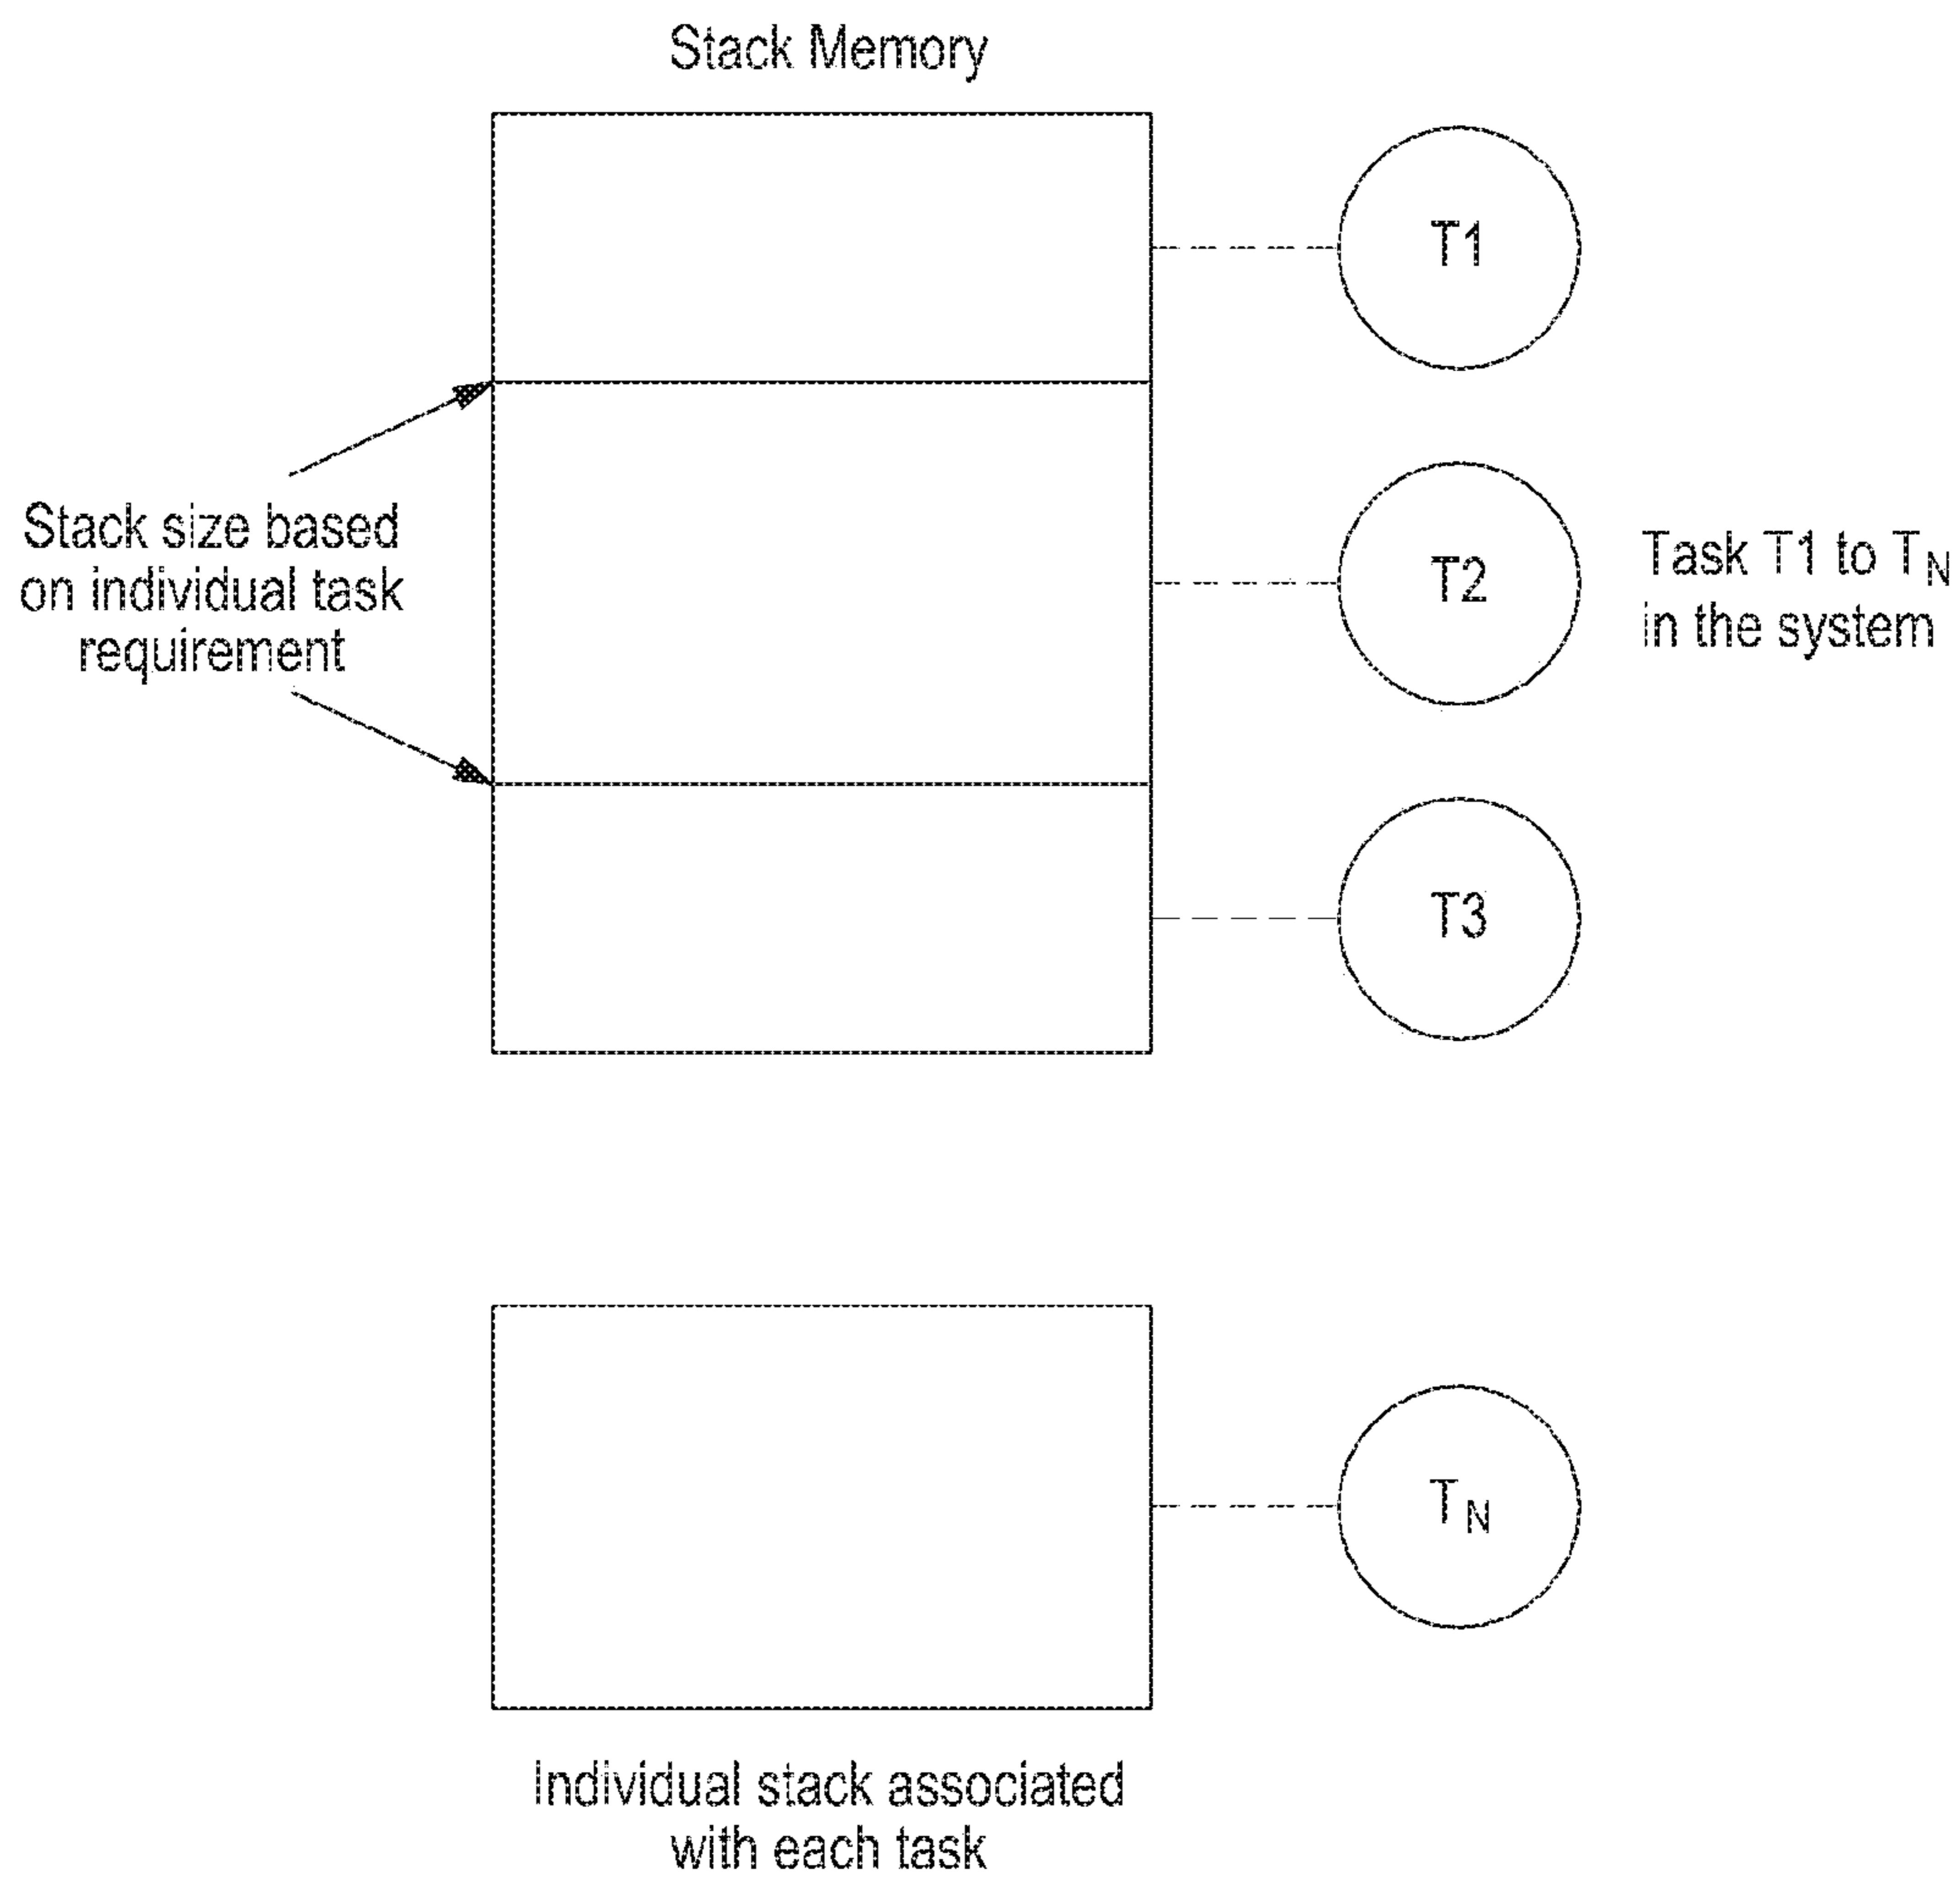 Stack Memory
T1
Stack size based
on individual task
requirement
T2
Task T1 to TN
in the system
T3
TN
Individual stack associated
with each task